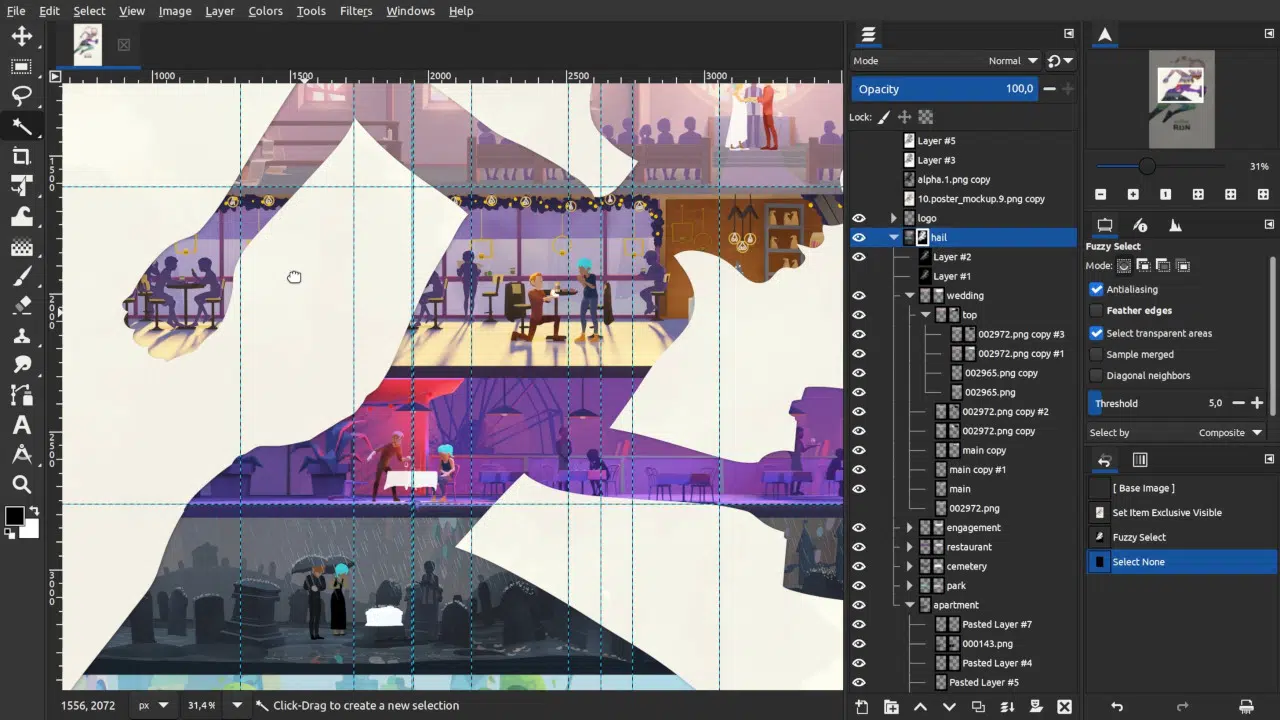 File Edit Select View Image Layer Colors Tools Filters Windows Help
1000 1500 2000 2500 3000
1500
2000
2500
3000
1556, 2072 px 31,4 % Click-Drag to create a new selection
Mode Normal
Opacity 100,0
Lock:
Layer #5
Layer #3
alpha.1.png copy
10.poster_mockup.9.png copy
logo
hail
Layer #2
Layer #1
wedding
top
002972.png copy #3
002972.png copy #1
002965.png copy
002965.png
002972.png copy #2
002972.png copy
main copy
main copy #1
main
002972.png
engagement
restaurant
cemetery
park
apartment
Pasted Layer #7
000143.png
Pasted Layer #4
Pasted Layer #5
RUN
31%
Fuzzy Select
Mode:
Antialiasing
Feather edges
Select transparent areas
Sample merged
Diagonal neighbors
Threshold 5,0
Select by Composite
[ Base Image ]
Set Item Exclusive Visible
Fuzzy Select
Select None